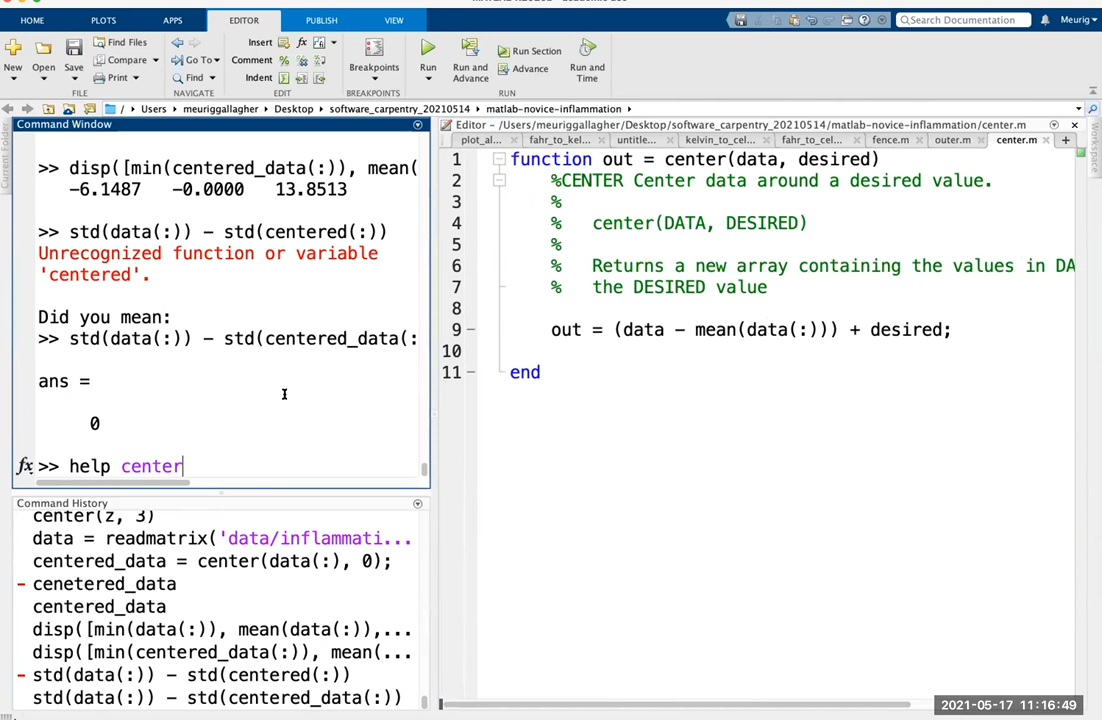 HOME PLOTS APPS EDITOR PUBLISH VIEW Search Documentation Meurig
New Open Save Find Files Compare Print Go To Find Insert fx Comment % Indent Breakpoints Run Run and Advance Run Section Advance Run and Time
FILE NAVIGATE EDIT BREAKPOINTS RUN
/ Users meuriggallagher Desktop software_carpentry_20210514 matlab-novice-inflammation
Current Folder
Command Window
>> disp([min(centered_data(:)), mean(
-6.1487 -0.0000 13.8513
>> std(data(:)) - std(centered(:))
Unrecognized function or variable
'centered'.
Did you mean:
>> std(data(:)) - std(centered_data(:
ans =
0
fx >> help center
Command History
center(z, 3)
data = readmatrix('data/inflammati...
centered_data = center(data(:), 0);
cenetered_data
centered_data
disp([min(data(:)), mean(data(:)),...
disp([min(centered_data(:)), mean(...
std(data(:)) - std(centered(:))
std(data(:)) - std(centered_data(:))
Editor - /Users/meuriggallagher/Desktop/software_carpentry_20210514/matlab-novice-inflammation/center.m
plot_al... fahr_to_kel... untitle... kelvin_to_cel... fahr_to_cel... fence.m outer.m center.m
1 function out = center(data, desired)
2 %CENTER Center data around a desired value.
3 %
4 % center(DATA, DESIRED)
5 %
6 % Returns a new array containing the values in DA
7 % the DESIRED value
8
9 out = (data - mean(data(:))) + desired;
10
11 end
Workspace
2021-05-17 11:16:49